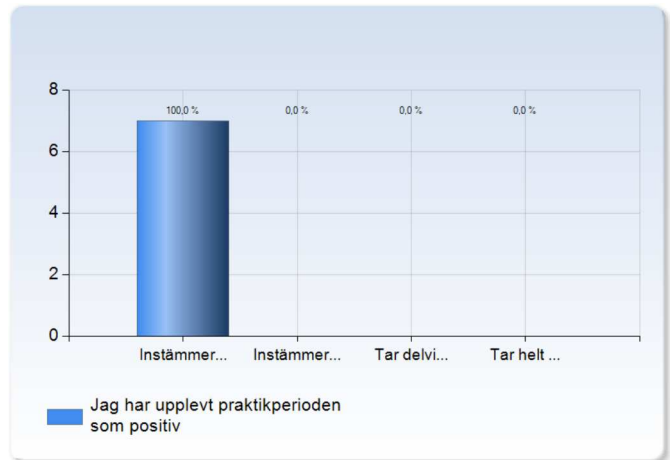 8
100,0 %
0,0 %
0,0 %
0,0 %
6
4
2
0
Instämmer...
Instämmer...
Tar delvi...
Tar helt ...
Jag har upplevt praktikperioden
som positiv